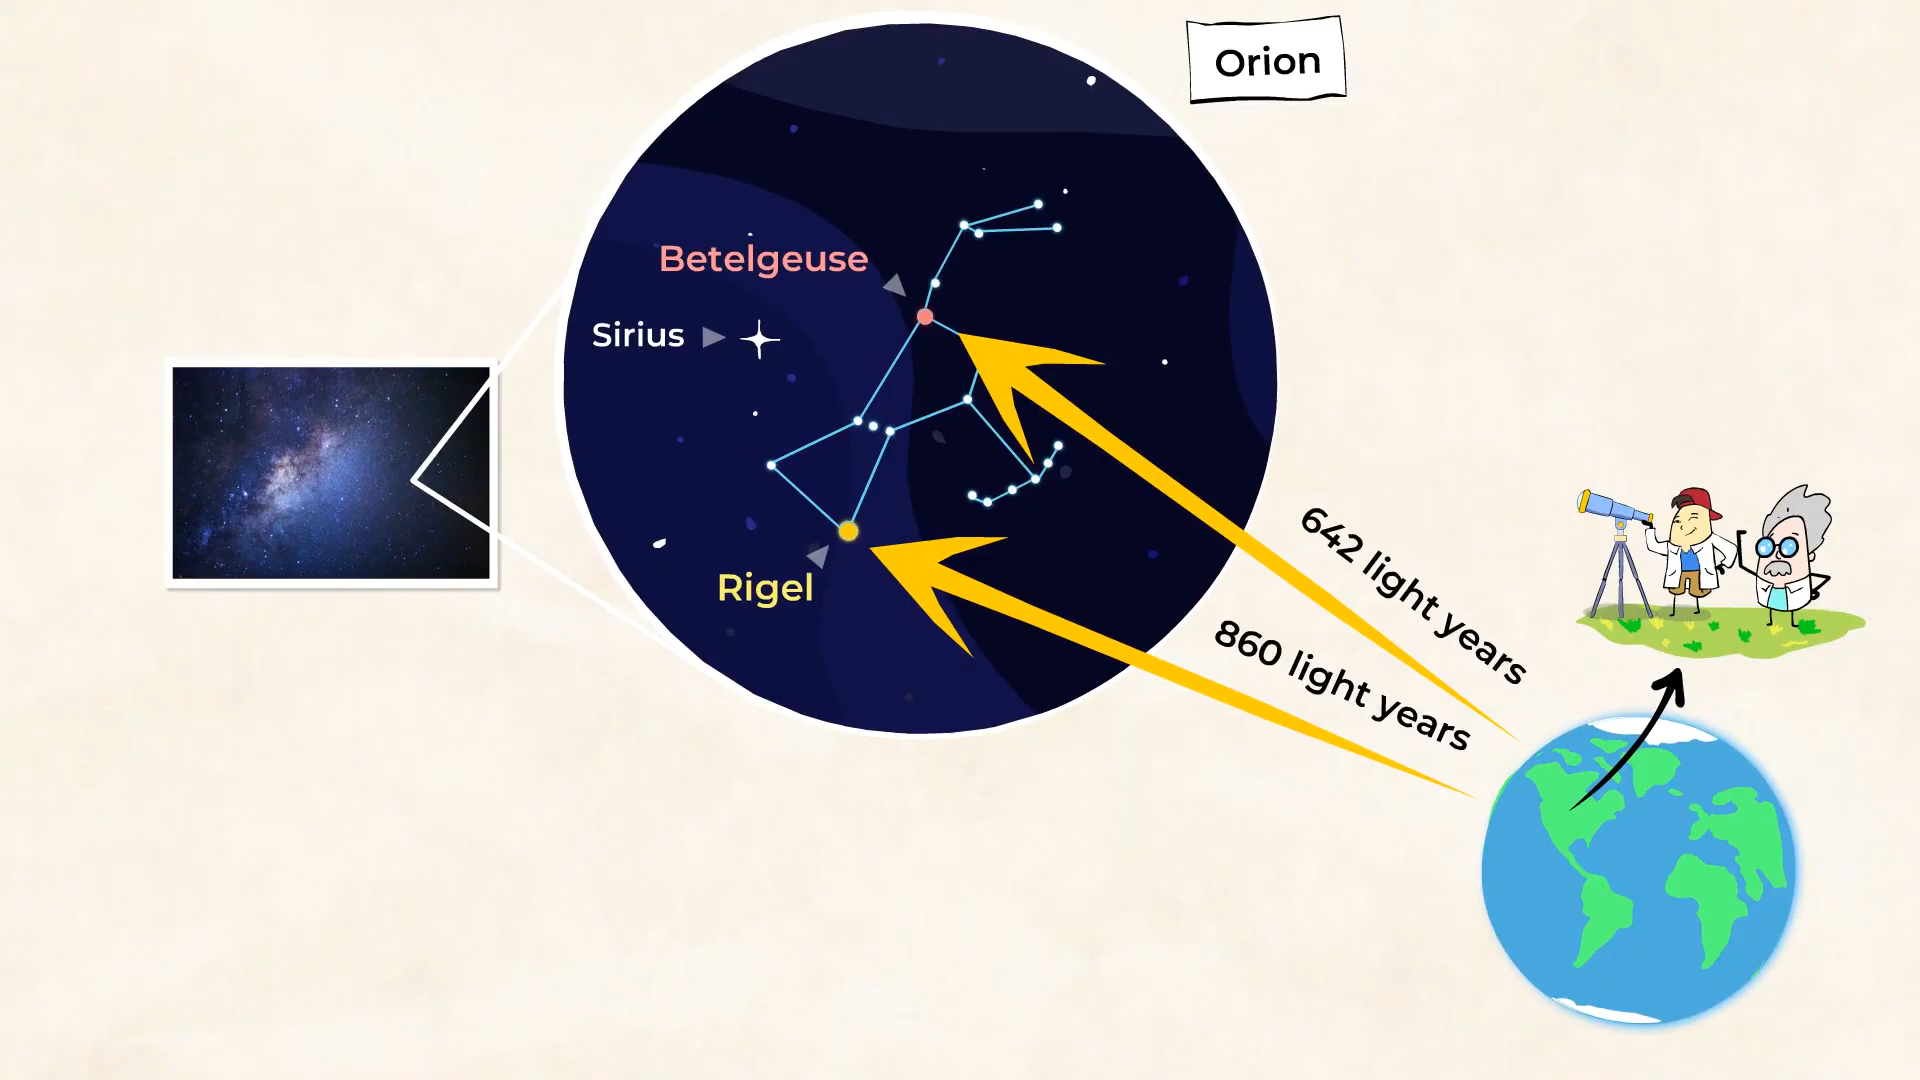 Orion
Betelgeuse
Sirius
Rigel
642 light years
860 light years